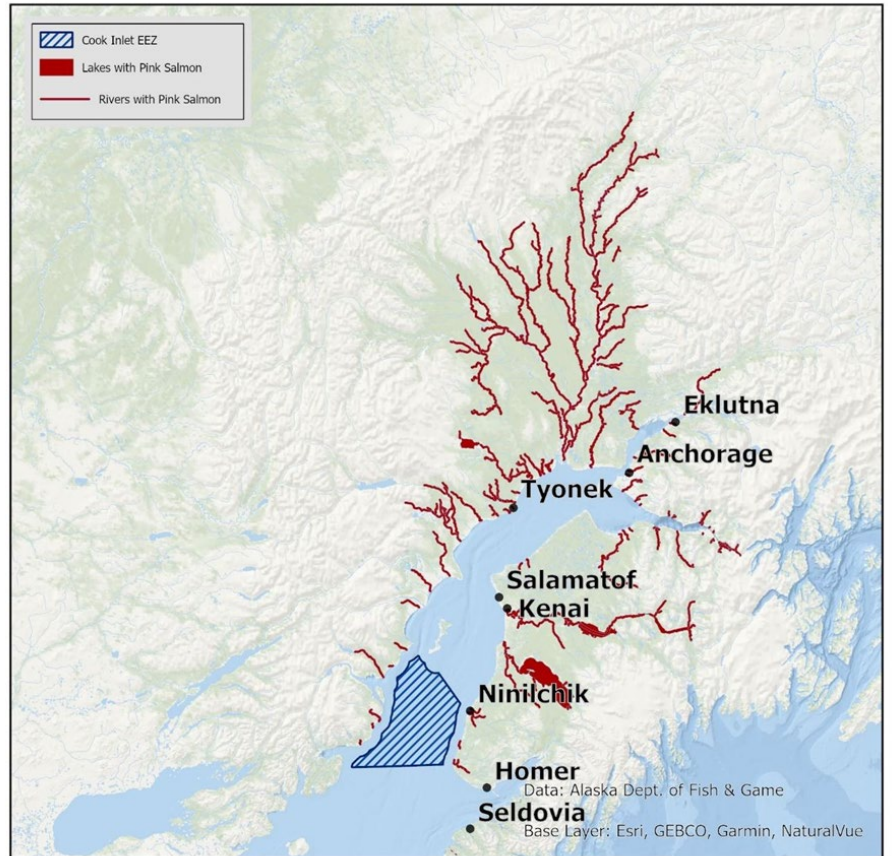 Cook Inlet EEZ
Lakes with Pink Salmon
Rivers with Pink Salmon
Eklutna
Anchorage
Tyonek
Salamatof
Kenai
Ninilchik
Homer
Data: Alaska Dept. of Fish & Game
Seldovia
Base Layer: Esri, GEBCO, Garmin, NaturalVue